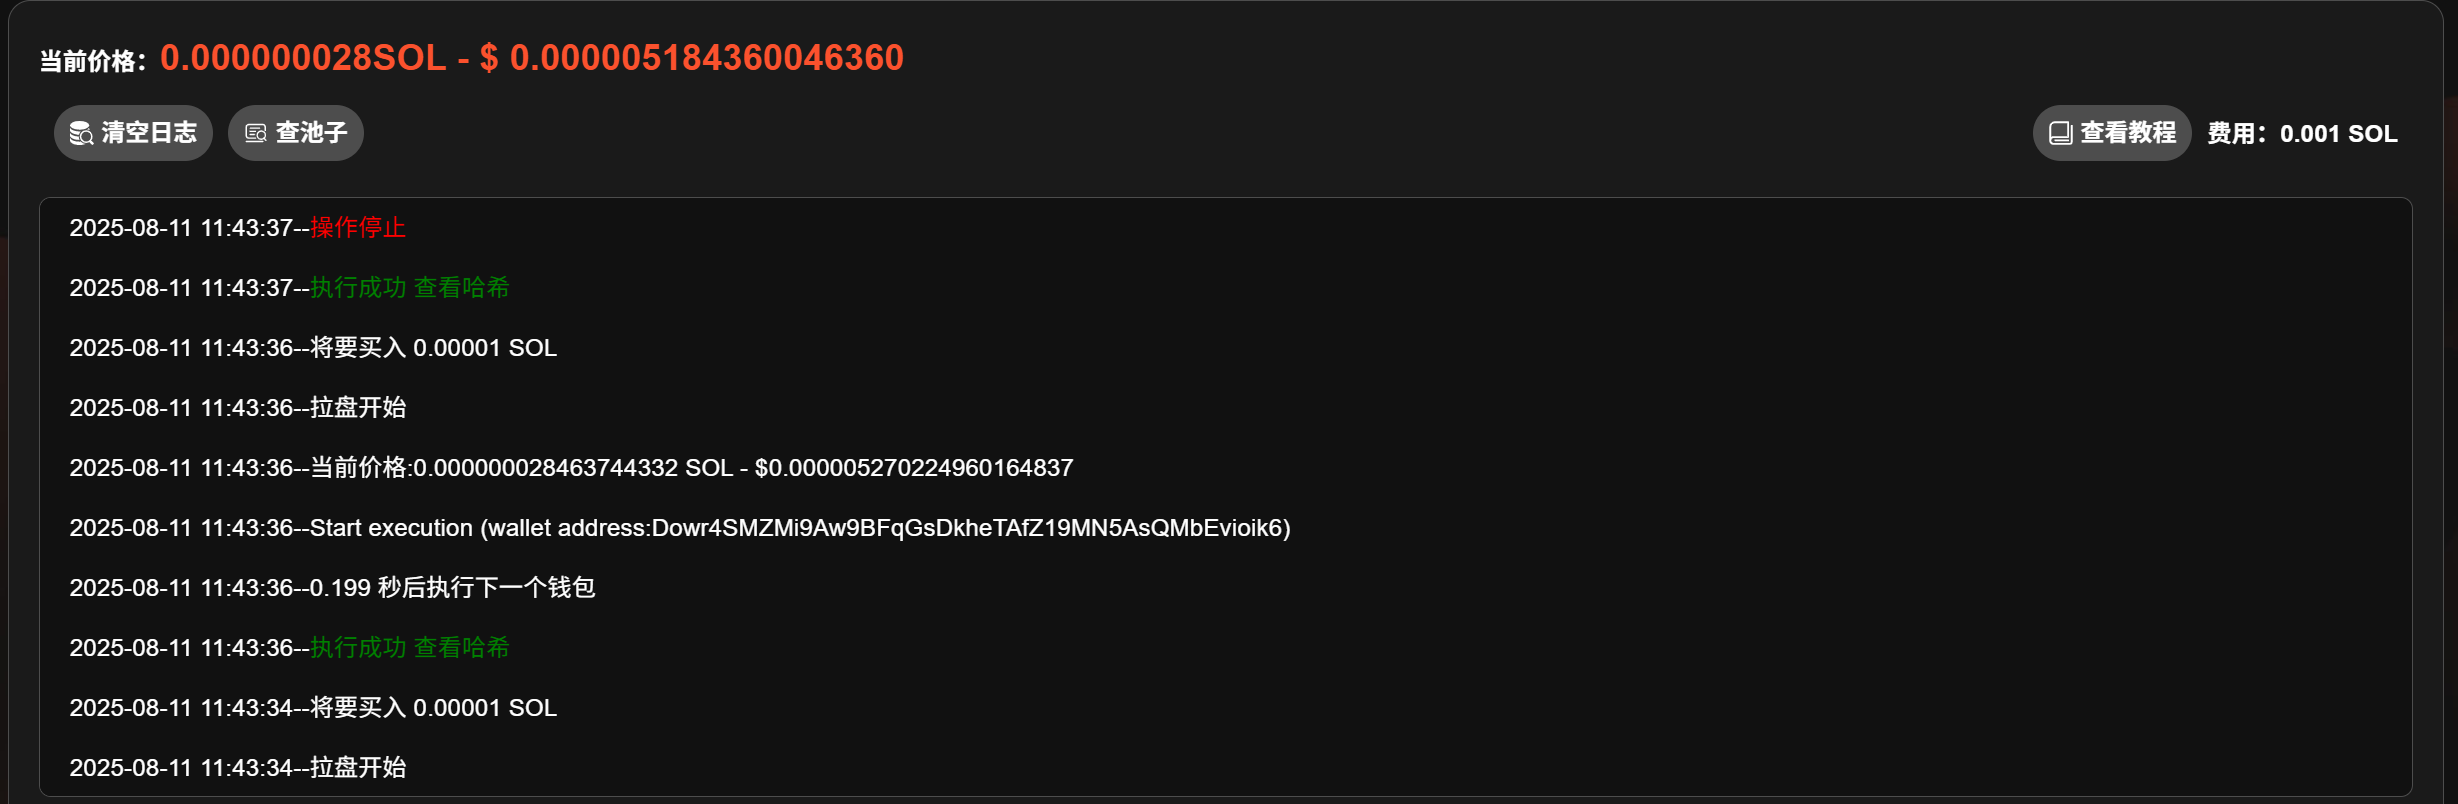 当前价格：0.000000028SOL - $ 0.000005184360046360
清空日志 查池子 查看教程 费用：0.001 SOL
2025-08-11 11:43:37--操作停止
2025-08-11 11:43:37--执行成功 查看哈希
2025-08-11 11:43:36--将要买入 0.00001 SOL
2025-08-11 11:43:36--拉盘开始
2025-08-11 11:43:36--当前价格:0.000000028463744332 SOL - $0.000005270224960164837
2025-08-11 11:43:36--Start execution (wallet address:Dowr4SMZMi9Aw9BFqGsDkheTAfZ19MN5AsQMbEvioik6)
2025-08-11 11:43:36--0.199 秒后执行下一个钱包
2025-08-11 11:43:36--执行成功 查看哈希
2025-08-11 11:43:34--将要买入 0.00001 SOL
2025-08-11 11:43:34--拉盘开始